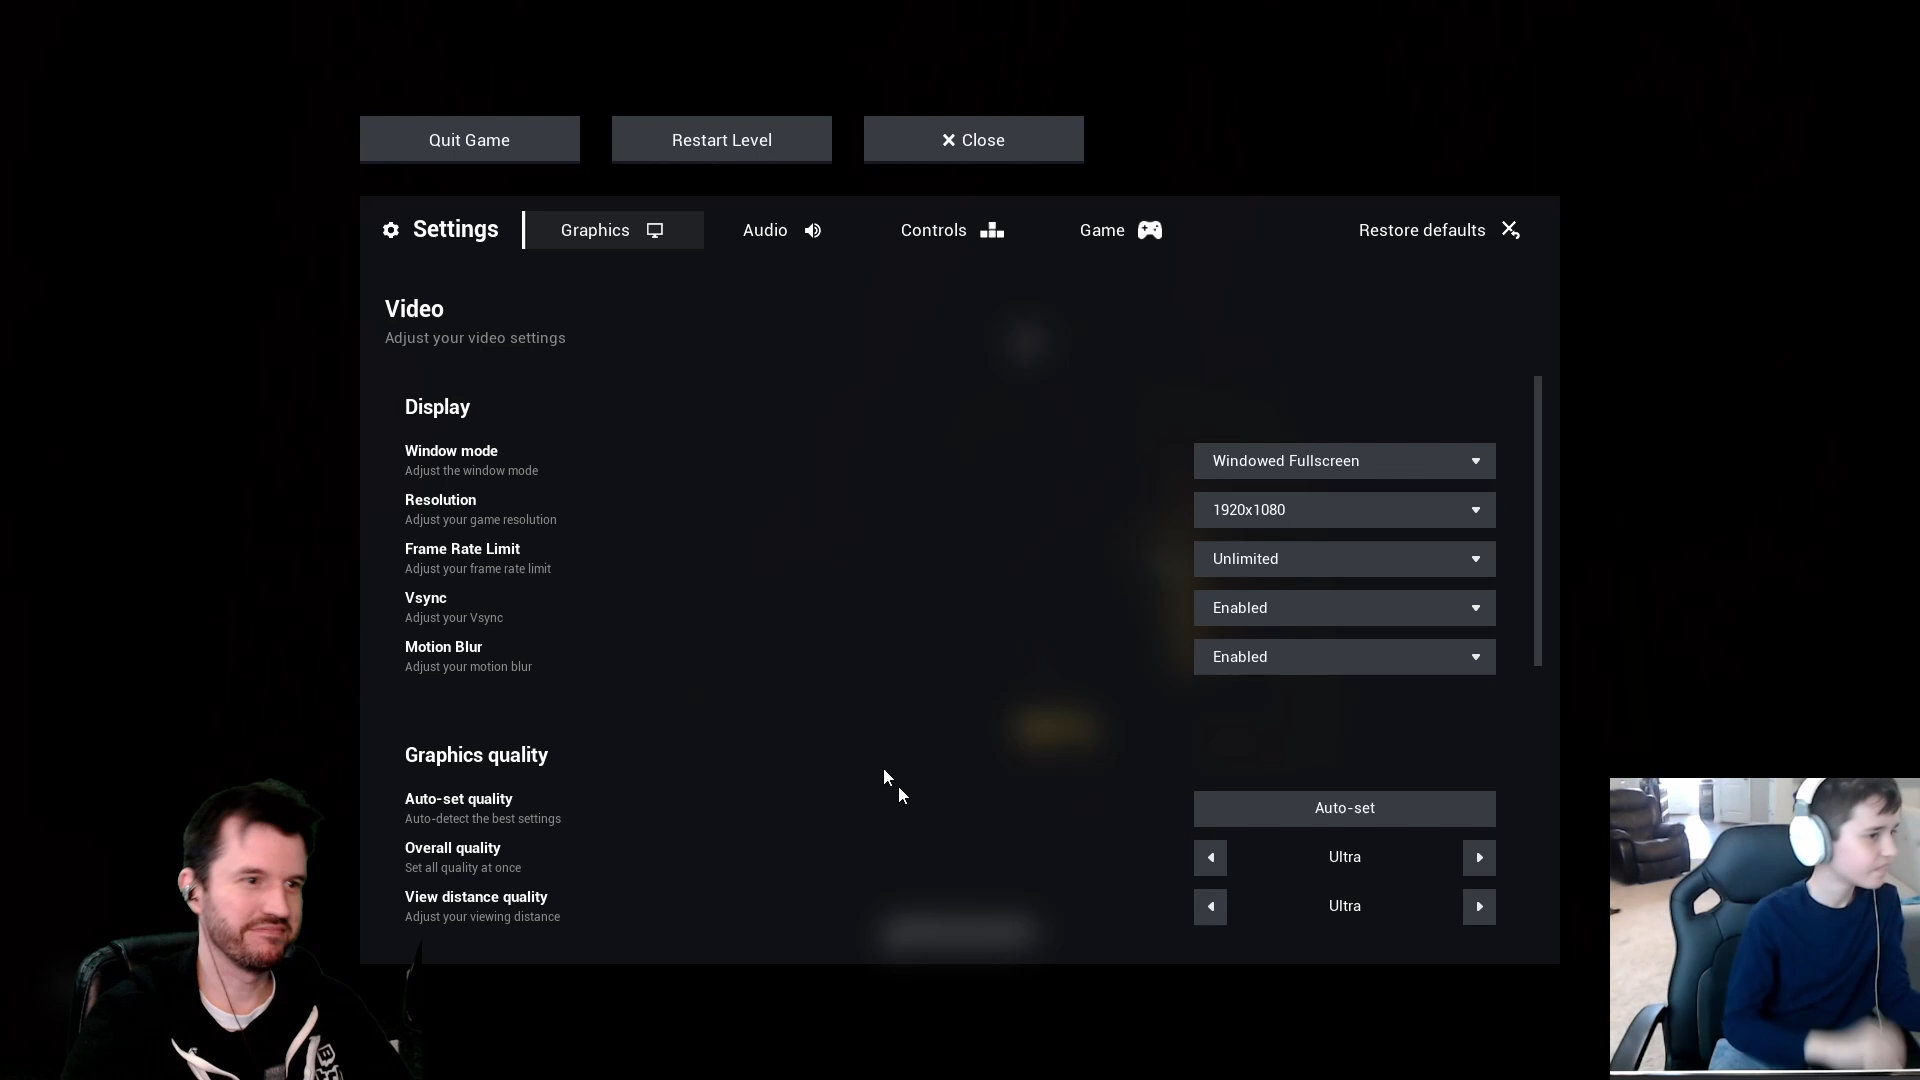 Quit Game
Restart Level
Close
Settings
Graphics
Audio
Controls
Game
Restore defaults
Video
Adjust your video settings
Display
Window mode
Adjust the window mode
Windowed Fullscreen
Resolution
Adjust your game resolution
1920x1080
Frame Rate Limit
Adjust your frame rate limit
Unlimited
Vsync
Adjust your Vsync
Enabled
Motion Blur
Adjust your motion blur
Enabled
Graphics quality
Auto-set quality
Auto-detect the best settings
Auto-set
Overall quality
Set all quality at once
Ultra
View distance quality
Adjust your viewing distance
Ultra